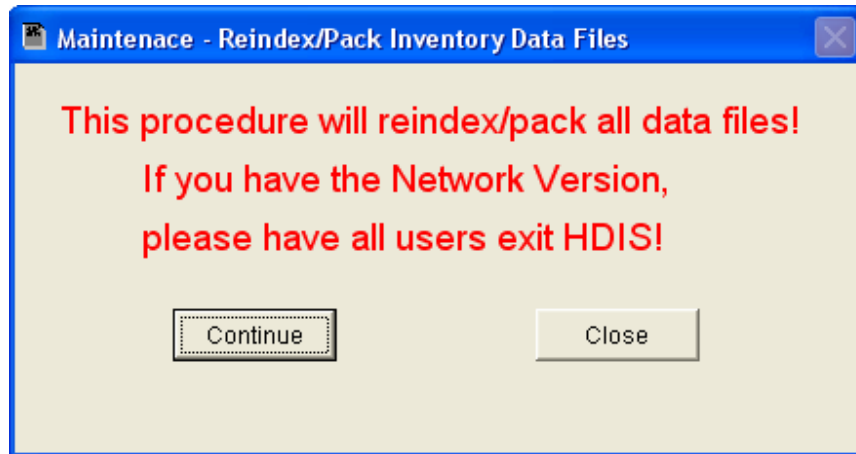 Maintenace - Reindex/Pack Inventory Data Files
This procedure will reindex/pack all data files!
If you have the Network Version,
please have all users exit HDIS!
Continue Close